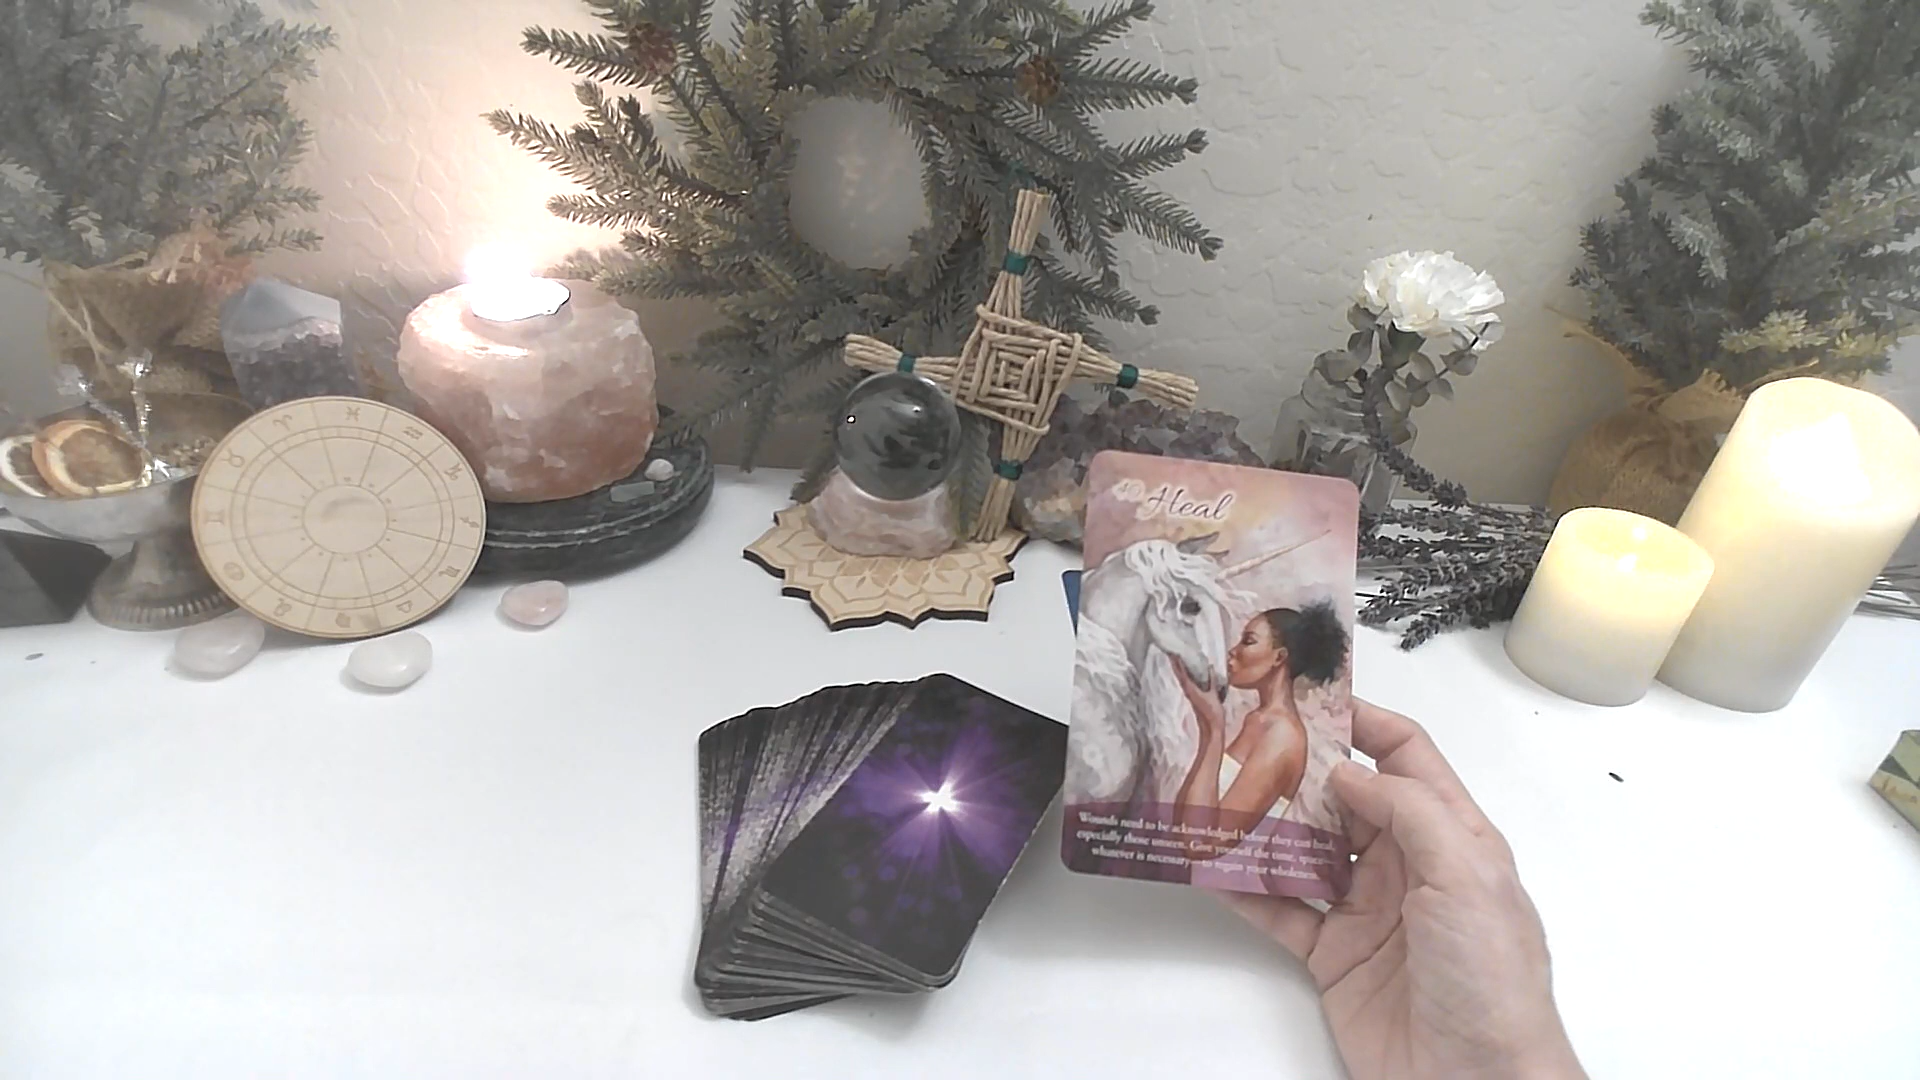 40 Heal
Wounds need to be acknowledged before they can heal,
especially those unseen. Give yourself the time, space—
whatever is necessary—to regain your wholeness.